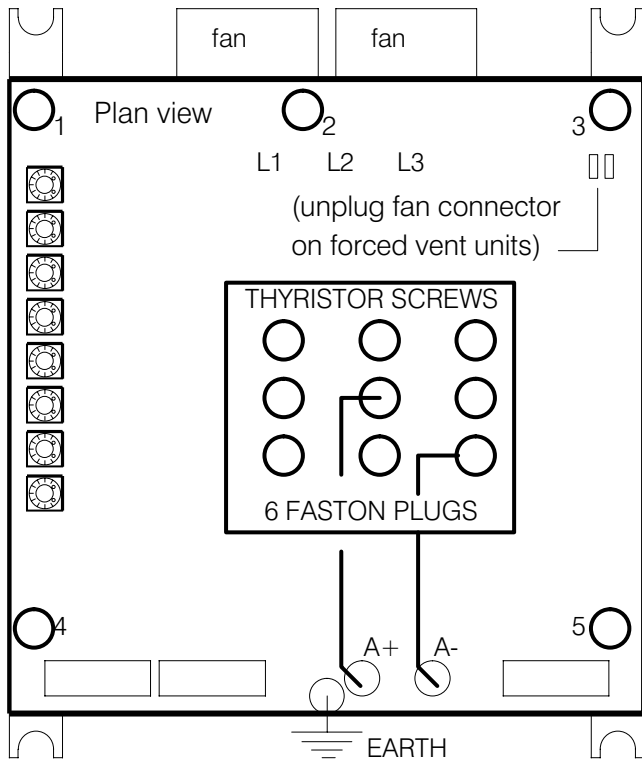 fan fan
1 Plan view 2 3
L1 L2 L3
(unplug fan connector
on forced vent units)
THYRISTOR SCREWS
6 FASTON PLUGS
4 5
A+ A-
EARTH